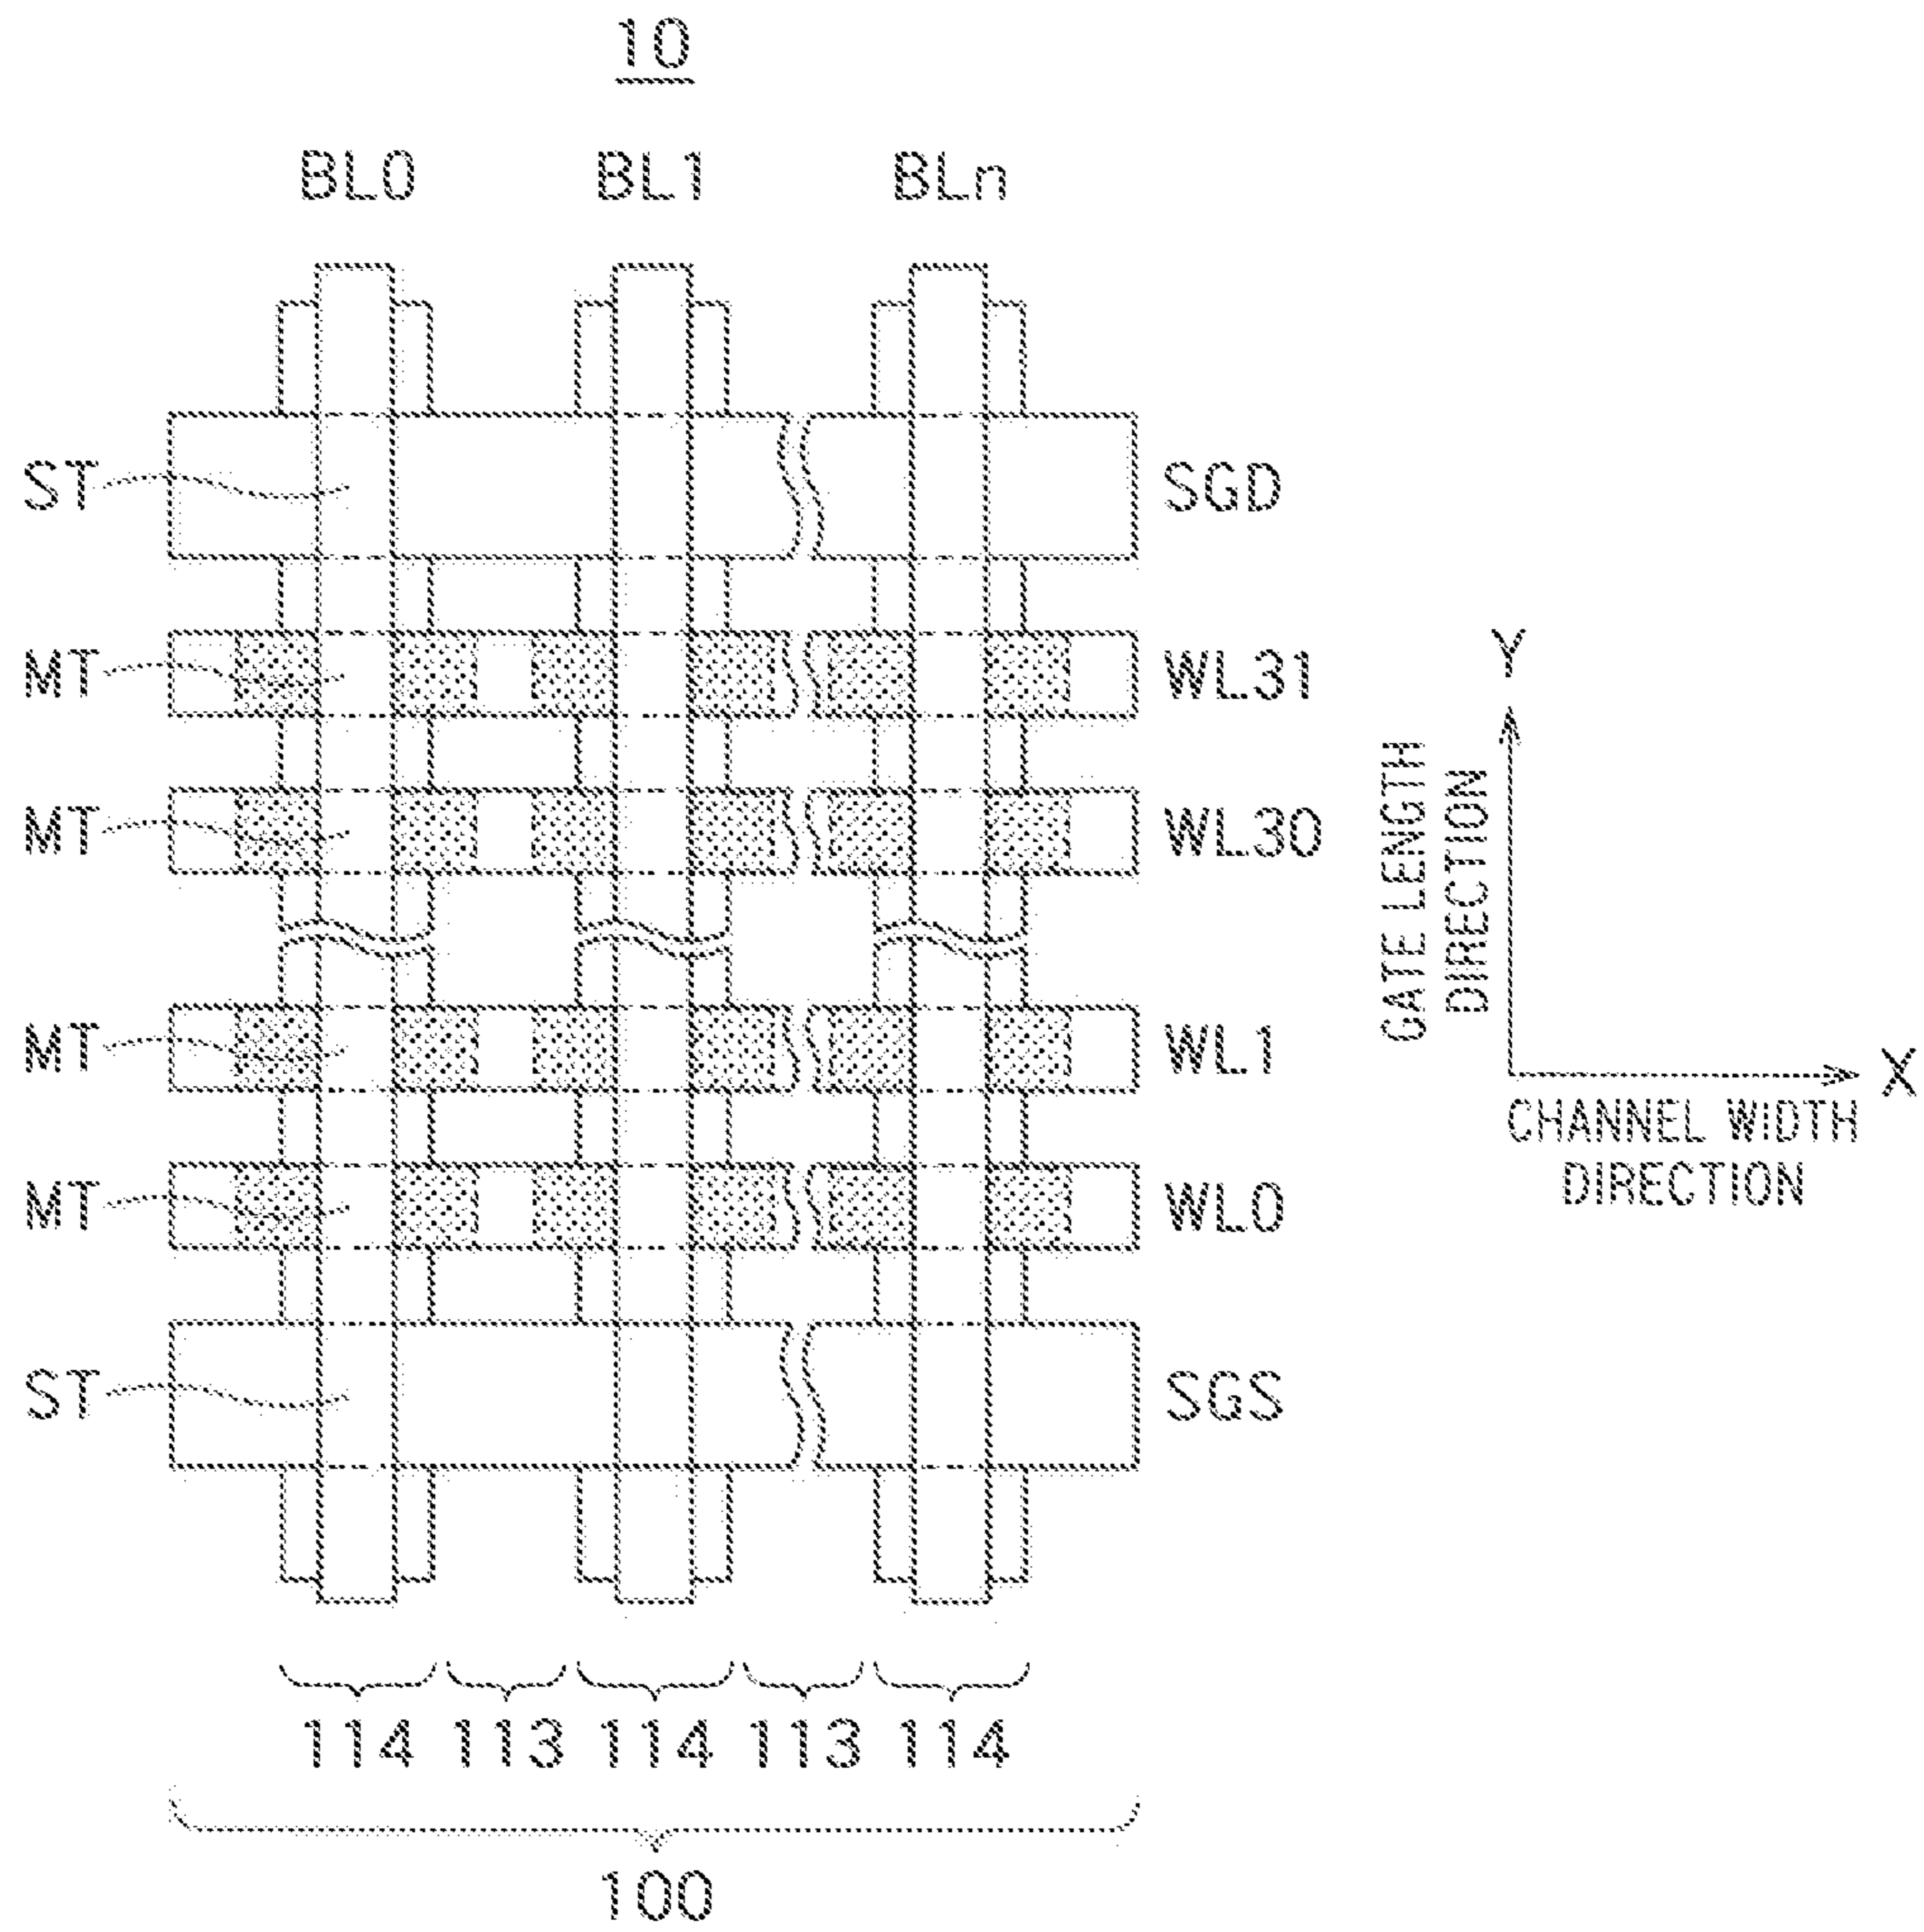 10
BL0 BL1 BLn
ST SGD
MT WL31
MT WL30
MT WL1
MT WL0
ST SGS
Y
GATE LENGTH
DIRECTION
X
CHANNEL WIDTH
DIRECTION
114 113 114 113 114
100